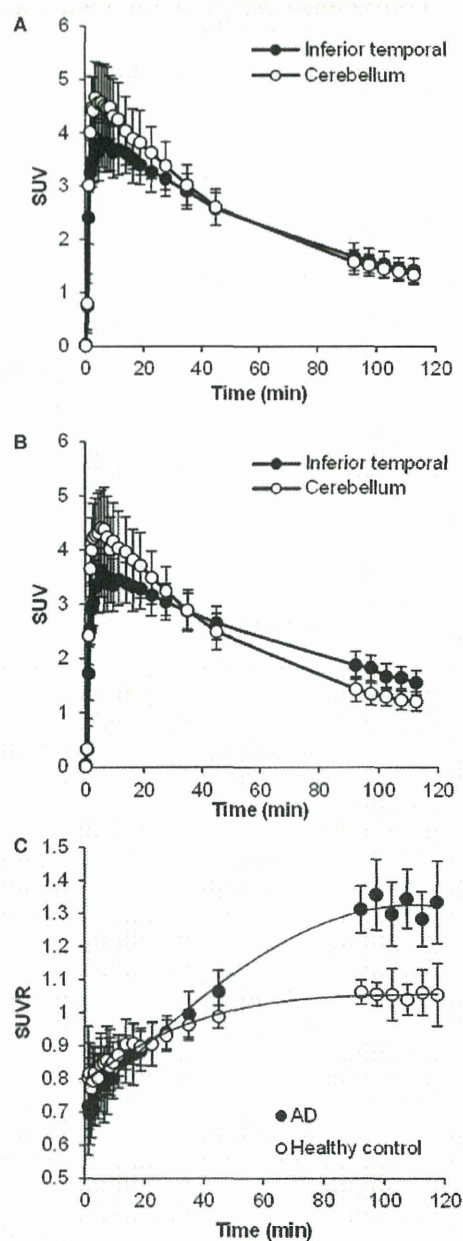 A
6
5
4
3
2
1
0
SUV
Inferior temporal
Cerebellum
0 20 40 60 80 100 120
Time (min)
B
6
5
4
3
2
1
0
SUV
Inferior temporal
Cerebellum
0 20 40 60 80 100 120
Time (min)
C
1.5
1.4
1.3
1.2
1.1
1
0.9
0.8
0.7
0.6
0.5
SUVR
AD
Healthy control
0 20 40 60 80 100 120
Time (min)